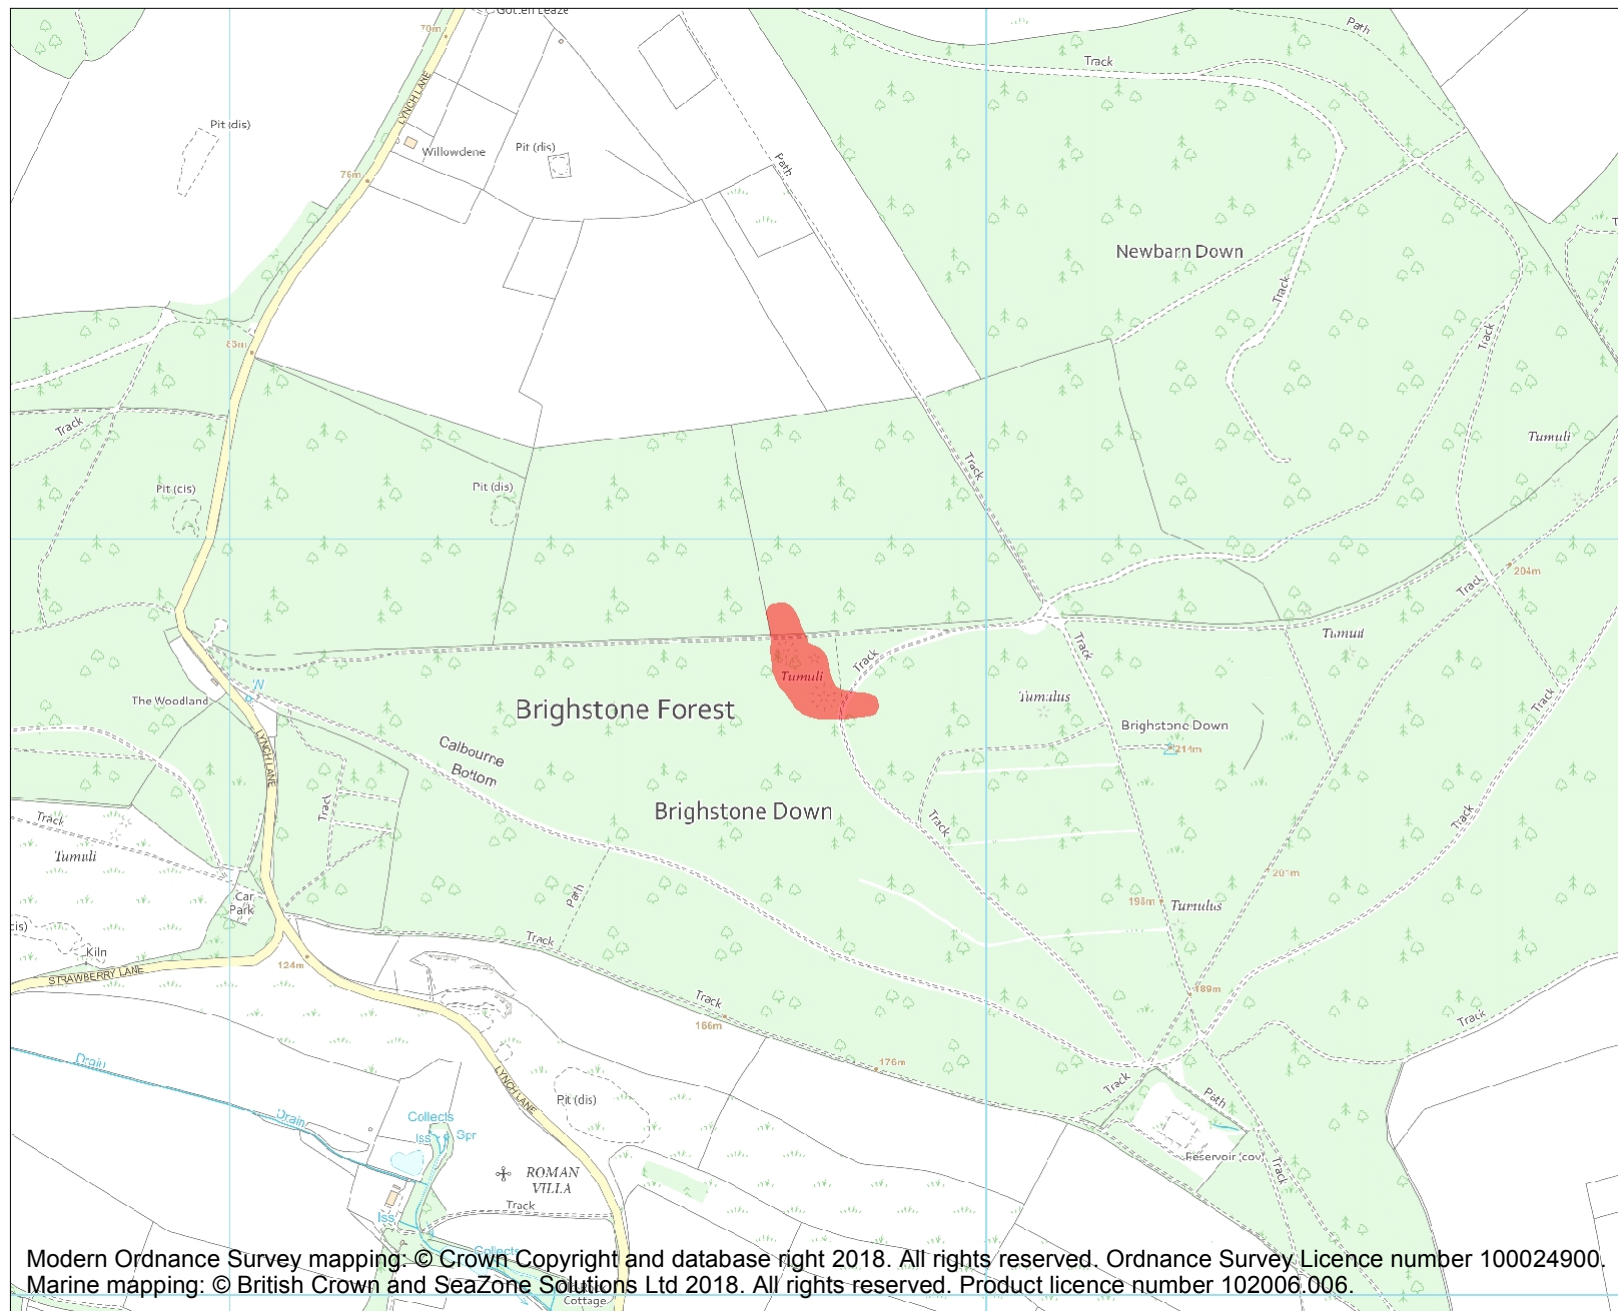 Gotten Leaze
70m
Path
Track
LYNCH LANE
Pit (dis)
Willowdene
Pit (dis)
Path
76m
Newbarn Down
Track
83m
Track
Track
Tumuli
Track
Pit (dis)
Pit (dis)
204m
Track
Tumuli
Track
Track
Tumuli
The Woodland
Brighstone Forest
Tumulus
Brighstone Down
214m
Track
LYNCH LANE
Calbourne
Bottom
Track
Brighstone Down
Track
Track
Track
Tumuli
201m
Car
Park
Path
198m
Tumulus
Kiln
Track
STRAWBERRY LANE
124m
189m
Track
166m
Track
Drain
176m
LYNCH LANE
Track
Path
Pit (dis)
Drain
Collects
Iss
Spr
Reservoir (cov)
Track
ROMAN
VILLA
Track
Iss
Collects
Modern Ordnance Survey mapping: © Crown Copyright and database right 2018. All rights reserved. Ordnance Survey Licence number 100024900.
Marine mapping: © British Crown and SeaZone Solutions Ltd 2018. All rights reserved. Product licence number 102006.006.
Cottage